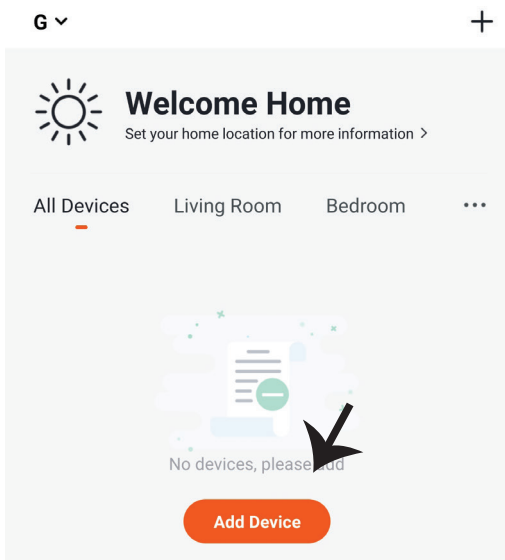 G
Welcome Home
Set your home location for more information >
All Devices Living Room Bedroom ...
No devices, please add
Add Device